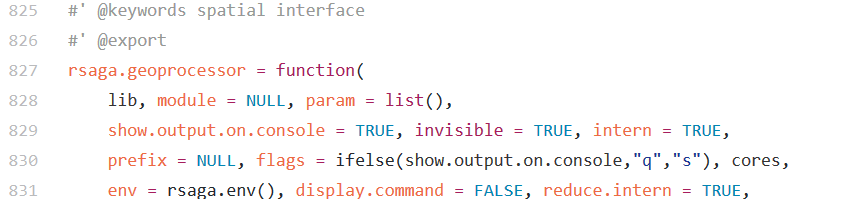 825 #' @keywords spatial interface
826 #' @export
827 rsaga.geoprocessor = function(
828 lib, module = NULL, param = list(),
829 show.output.on.console = TRUE, invisible = TRUE, intern = TRUE,
830 prefix = NULL, flags = ifelse(show.output.on.console,"q","s"), cores,
831 env = rsaga.env(), display.command = FALSE, reduce.intern = TRUE,